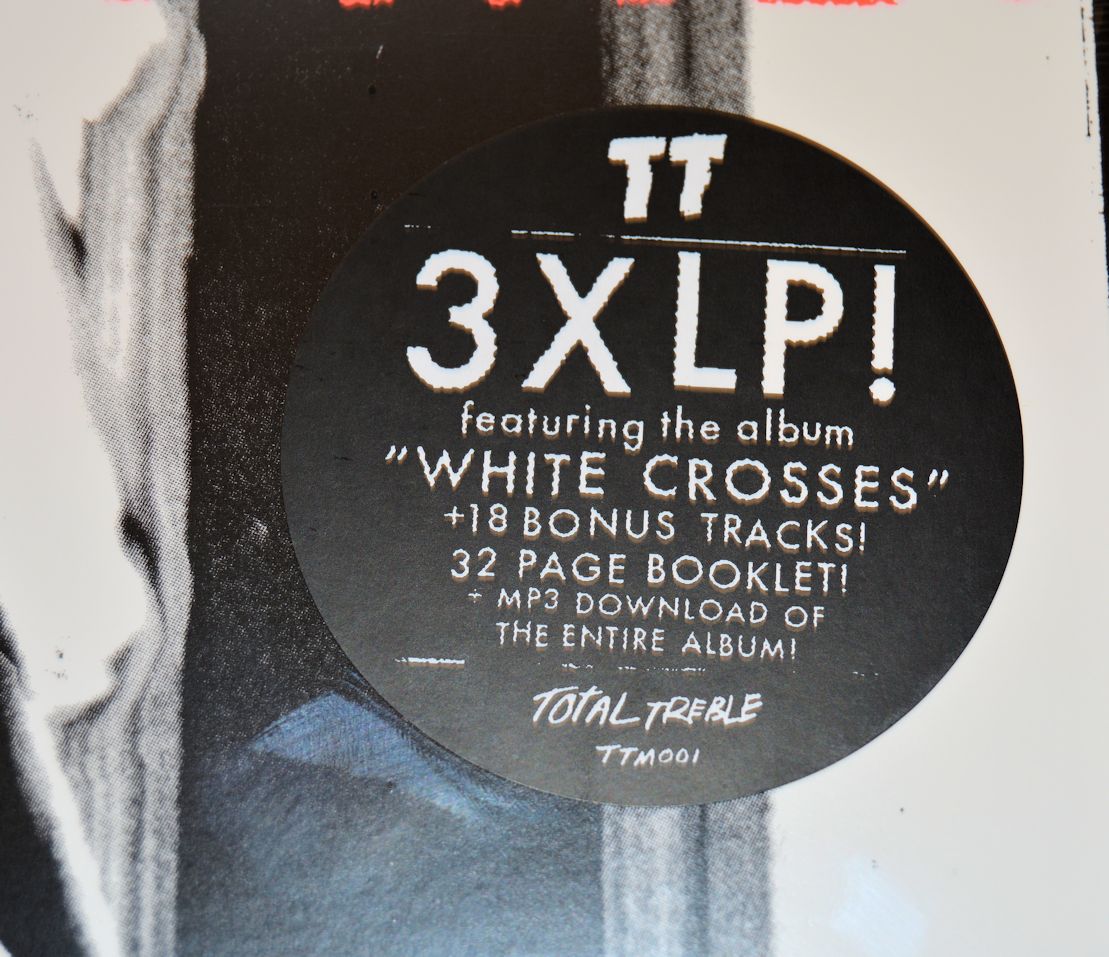 TT
3XLP!
featuring the album
"WHITE CROSSES"
+18 BONUS TRACKS!
32 PAGE BOOKLET!
+ MP3 DOWNLOAD OF
THE ENTIRE ALBUM!
TOTAL TREBLE
TTM001